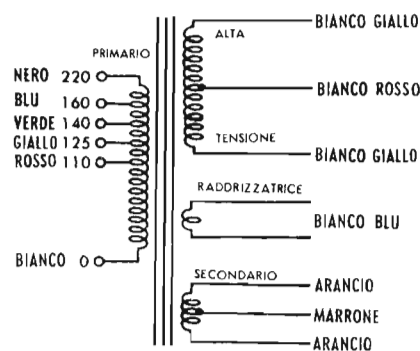 PRIMARIO
NERO 220
BLU 160
VERDE 140
GIALLO 125
ROSSO 110
BIANCO 0
ALTA
TENSIONE
BIANCO GIALLO
BIANCO ROSSO
BIANCO GIALLO
RADDRIZZATRICE
BIANCO BLU
SECONDARIO
ARANCIO
MARRONE
ARANCIO